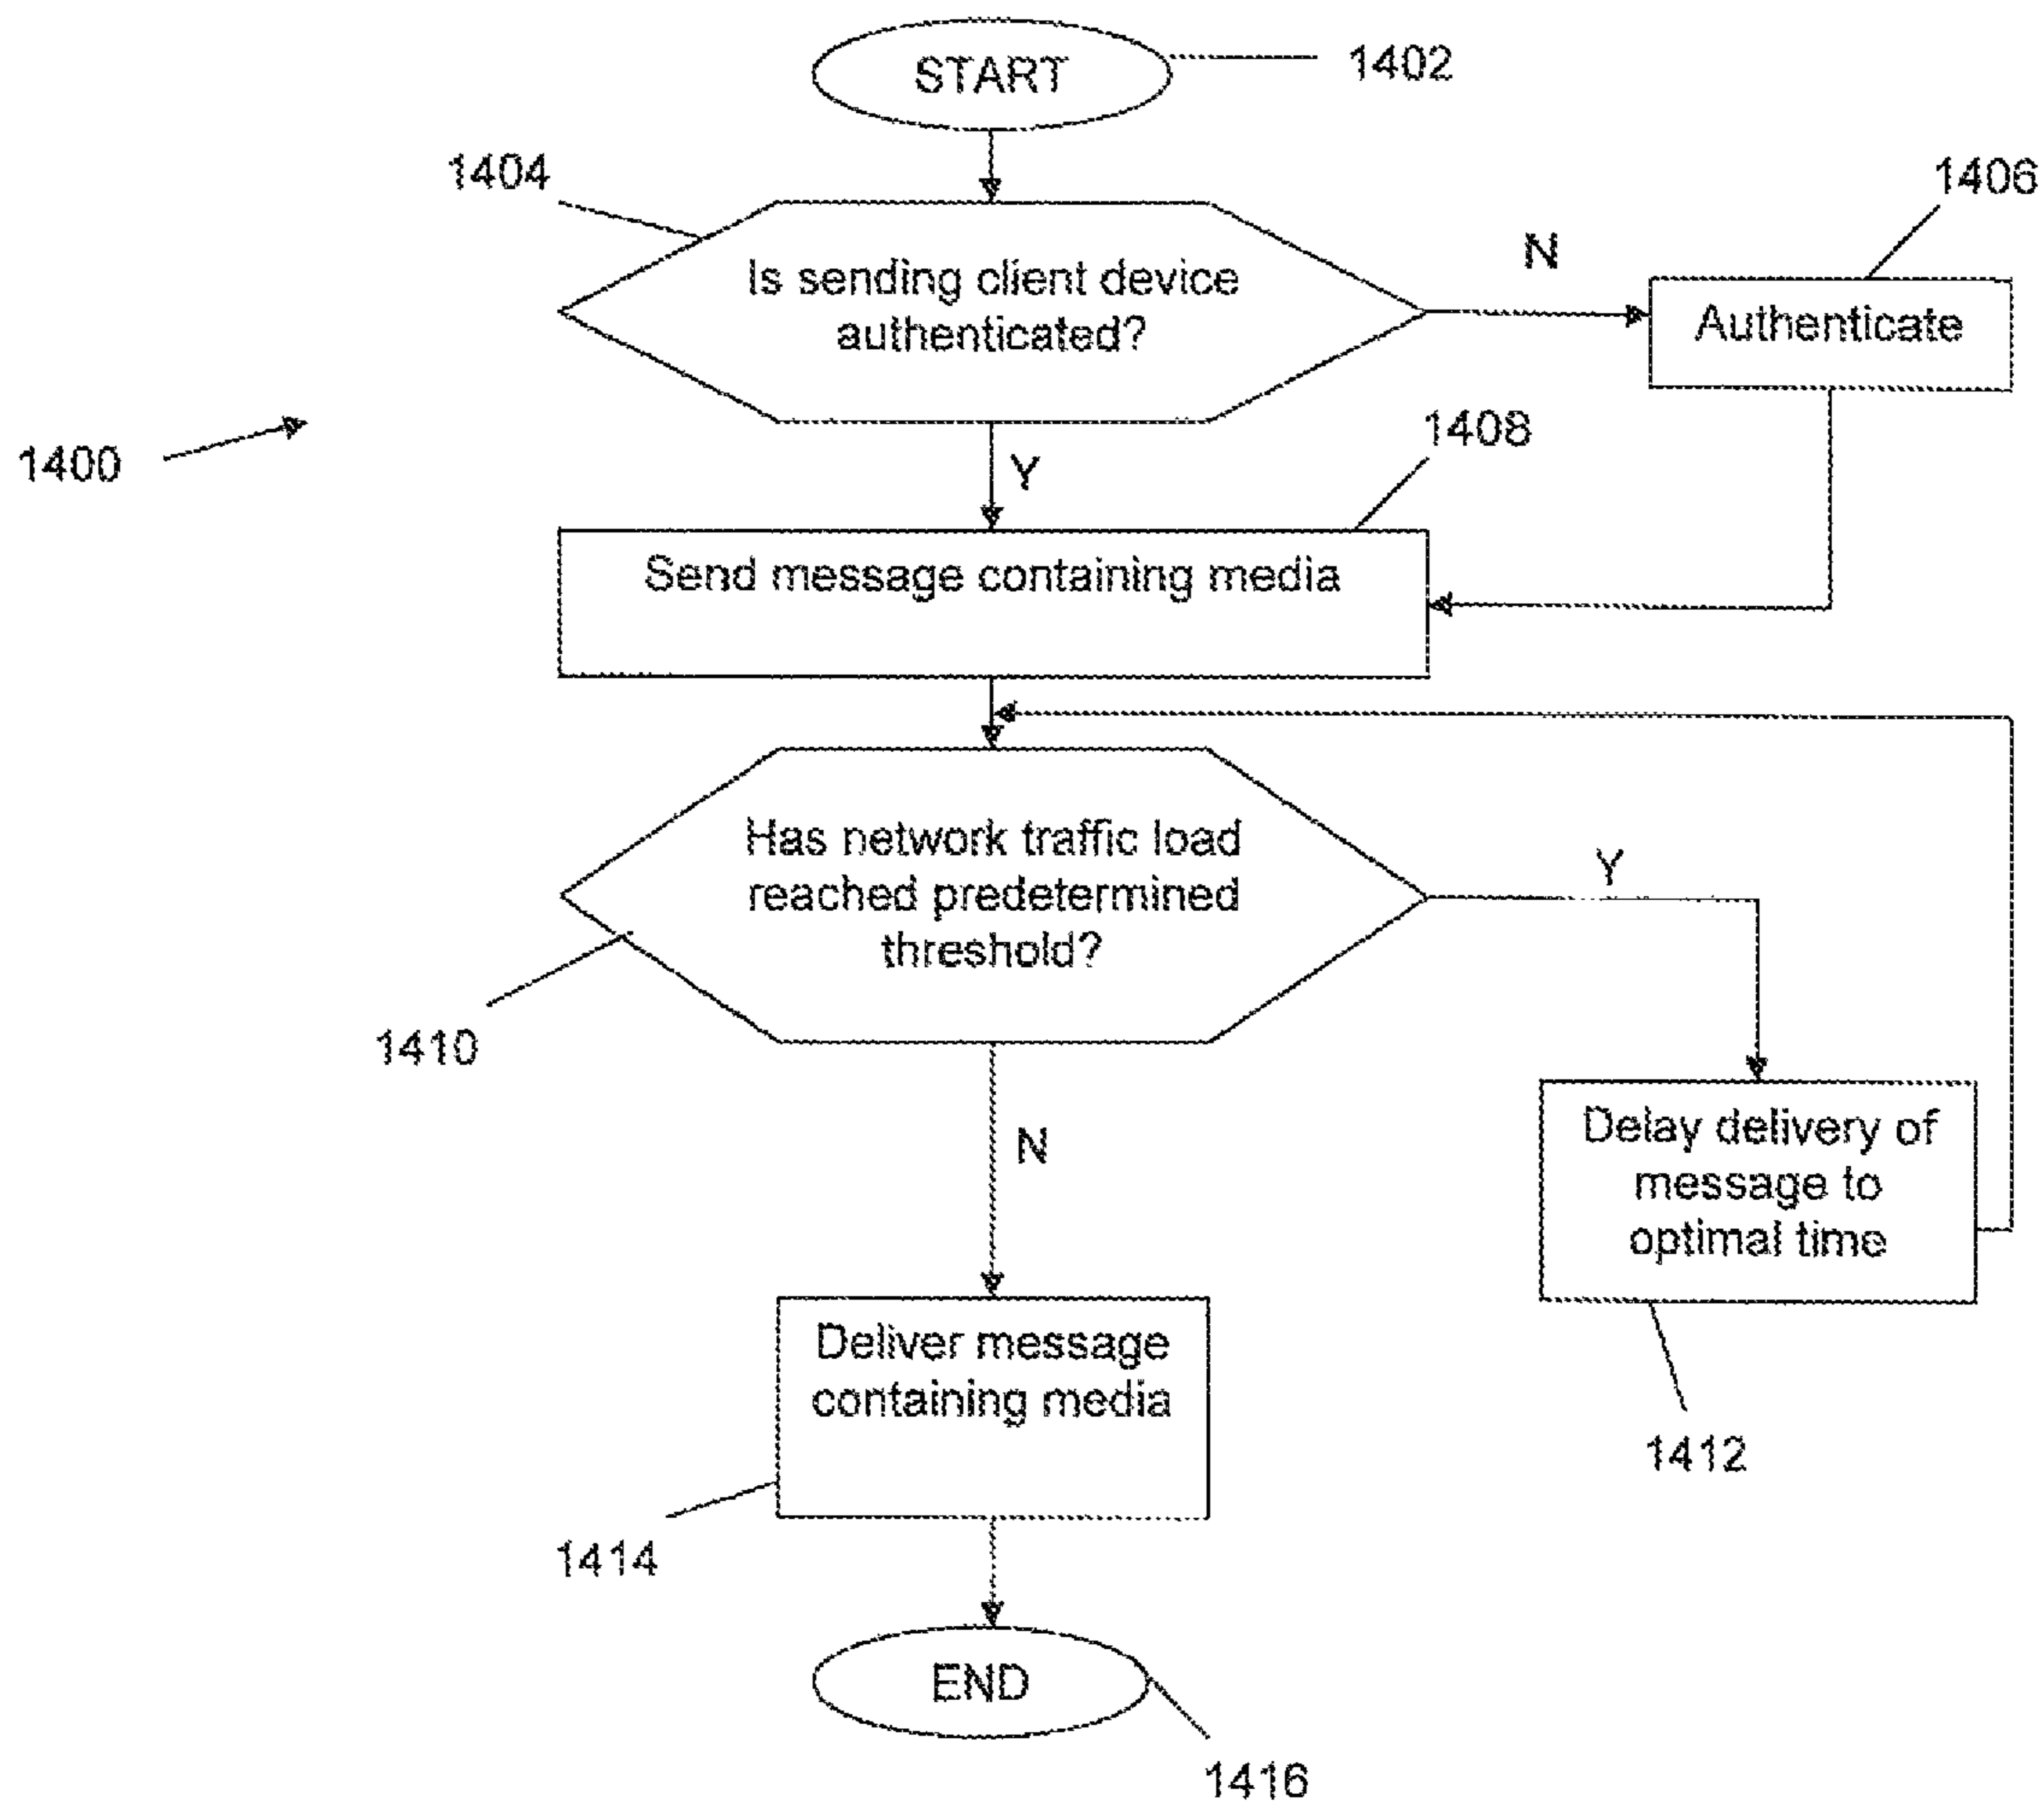 START
1402
1404
1406
Is sending client device
authenticated?
N
Authenticate
1400
1408
Y
Send message containing media
Has network traffic load
reached predetermined
threshold?
Y
1410
N
Delay delivery of
message to
optimal time
Deliver message
containing media
1412
1414
END
1416